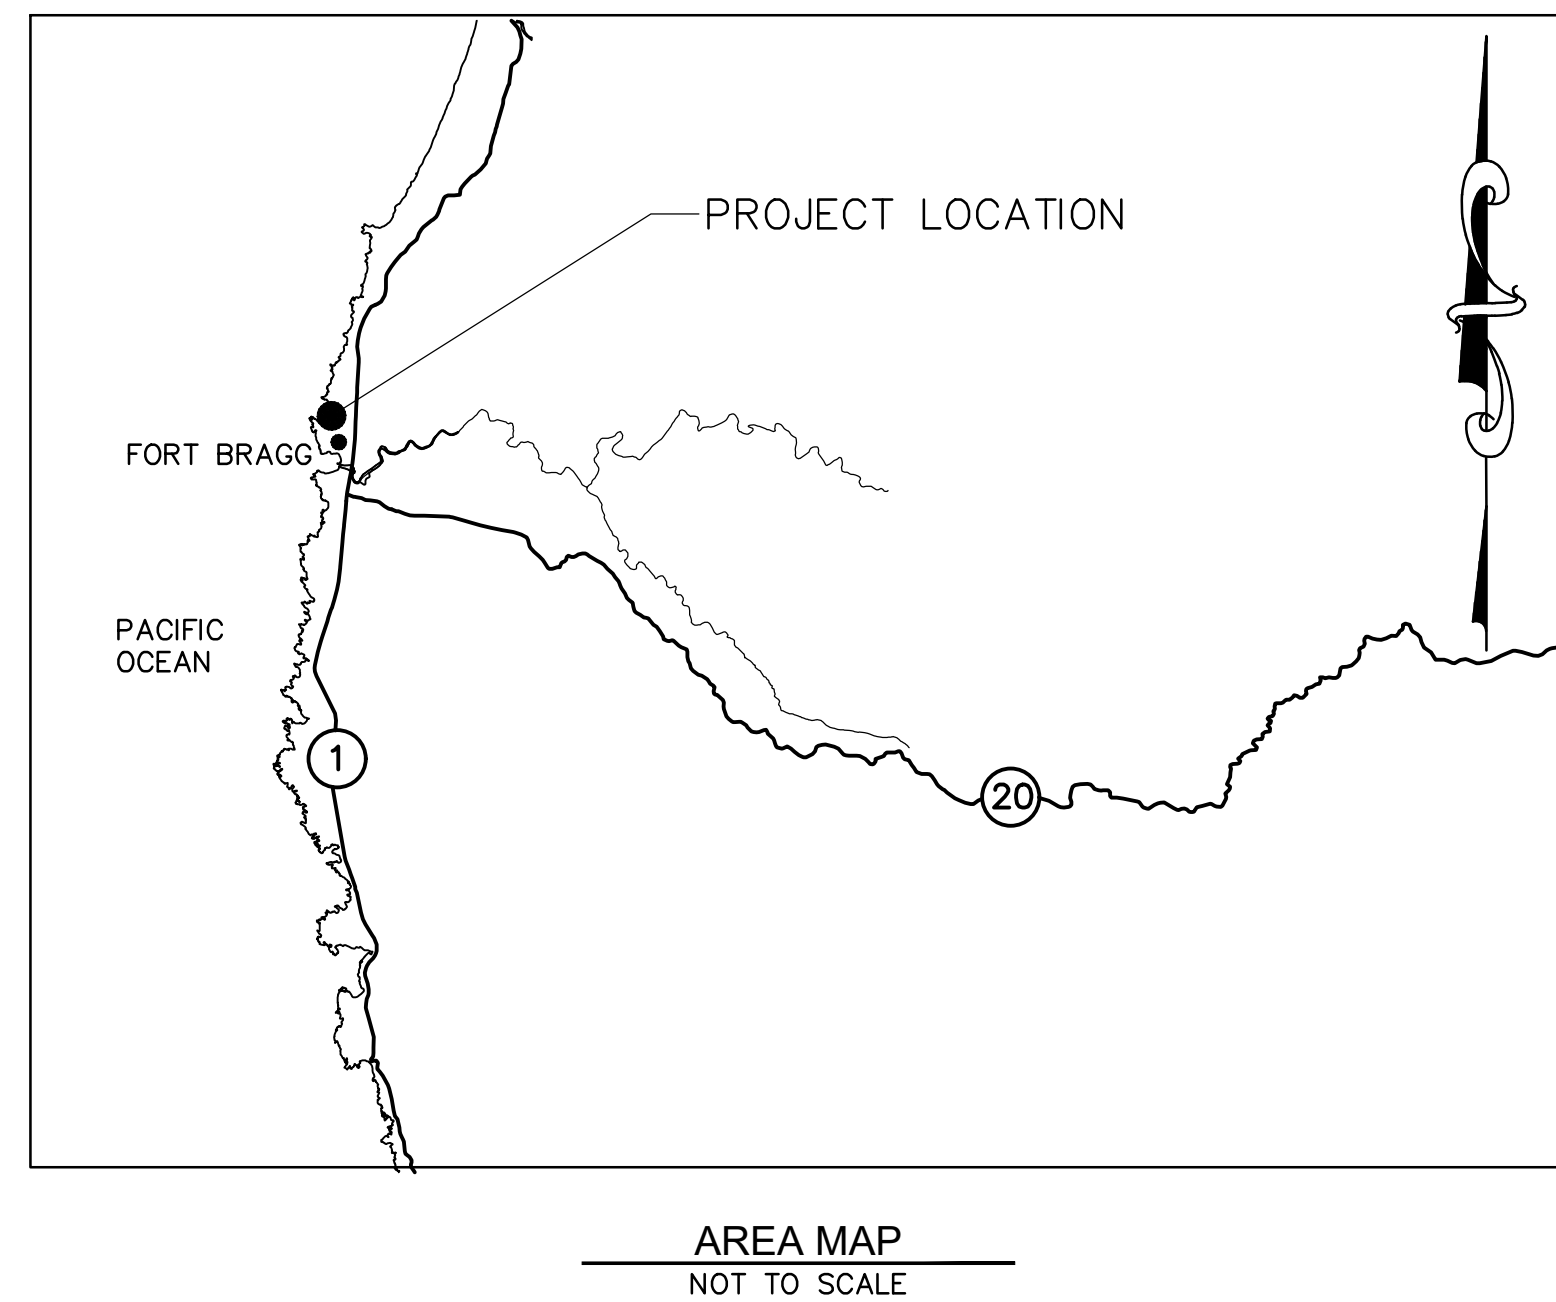 PROJECT LOCATION
FORT BRAGG
PACIFIC
OCEAN
1
20
AREA MAP
NOT TO SCALE